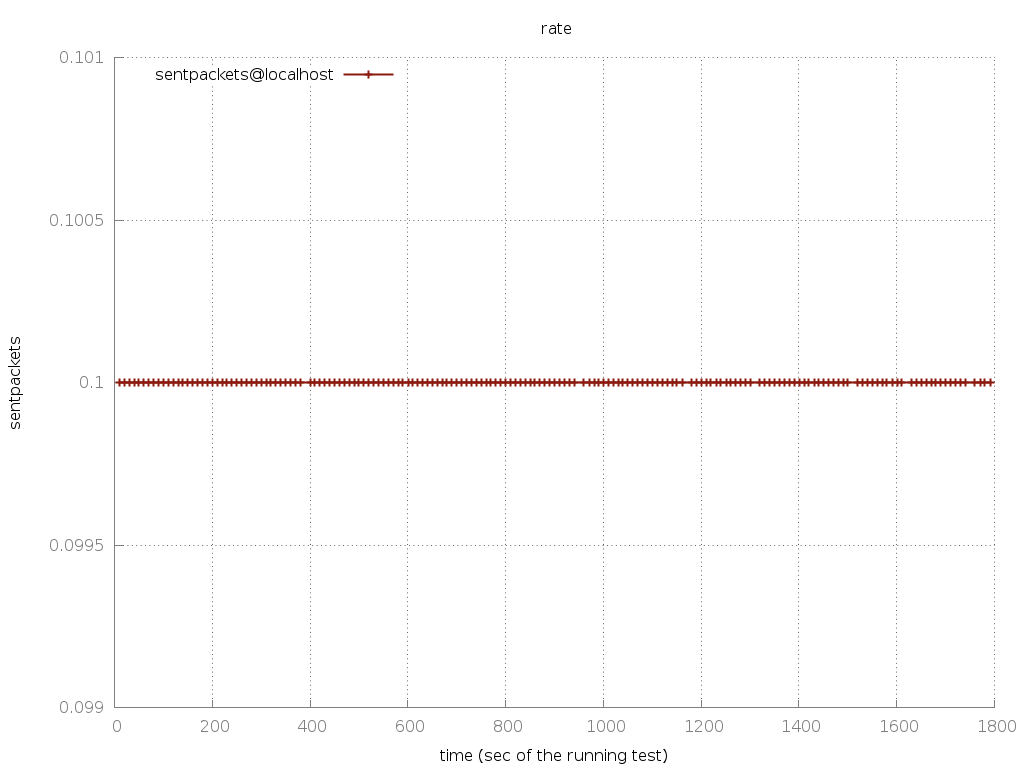 rate
0.101
sentpackets@localhost
0.1005
sentpackets
0.1
0.0995
0.099
0 200 400 600 800 1000 1200 1400 1600 1800
time (sec of the running test)